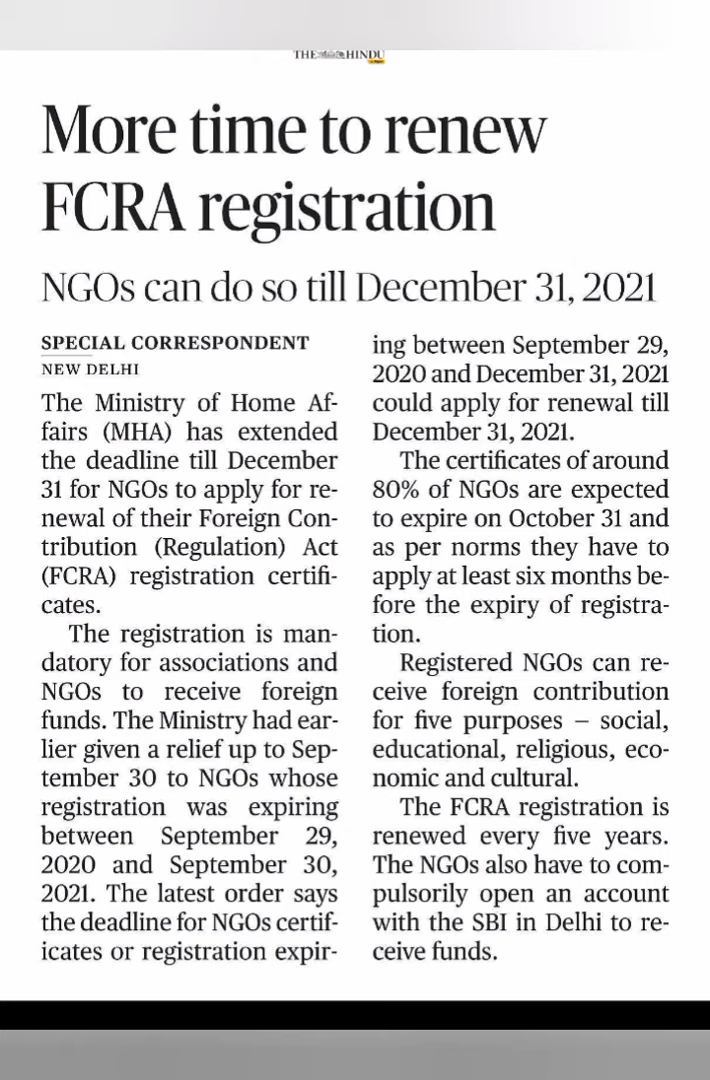 THE HINDU
More time to renew
FCRA registration
NGOs can do so till December 31, 2021
SPECIAL CORRESPONDENT
NEW DELHI
The Ministry of Home Af-
fairs (MHA) has extended
the deadline till December
31 for NGOs to apply for re-
newal of their Foreign Con-
tribution (Regulation) Act
(FCRA) registration certifi-
cates.
The registration is man-
datory for associations and
NGOs to receive foreign
funds. The Ministry had ear-
lier given a relief up to Sep-
tember 30 to NGOs whose
registration was expiring
between September 29,
2020 and September 30,
2021. The latest order says
the deadline for NGOs certif-
icates or registration expir-
ing between September 29,
2020 and December 31, 2021
could apply for renewal till
December 31, 2021.
The certificates of around
80% of NGOs are expected
to expire on October 31 and
as per norms they have to
apply at least six months be-
fore the expiry of registra-
tion.
Registered NGOs can re-
ceive foreign contribution
for five purposes – social,
educational, religious, eco-
nomic and cultural.
The FCRA registration is
renewed every five years.
The NGOs also have to com-
pulsorily open an account
with the SBI in Delhi to re-
ceive funds.